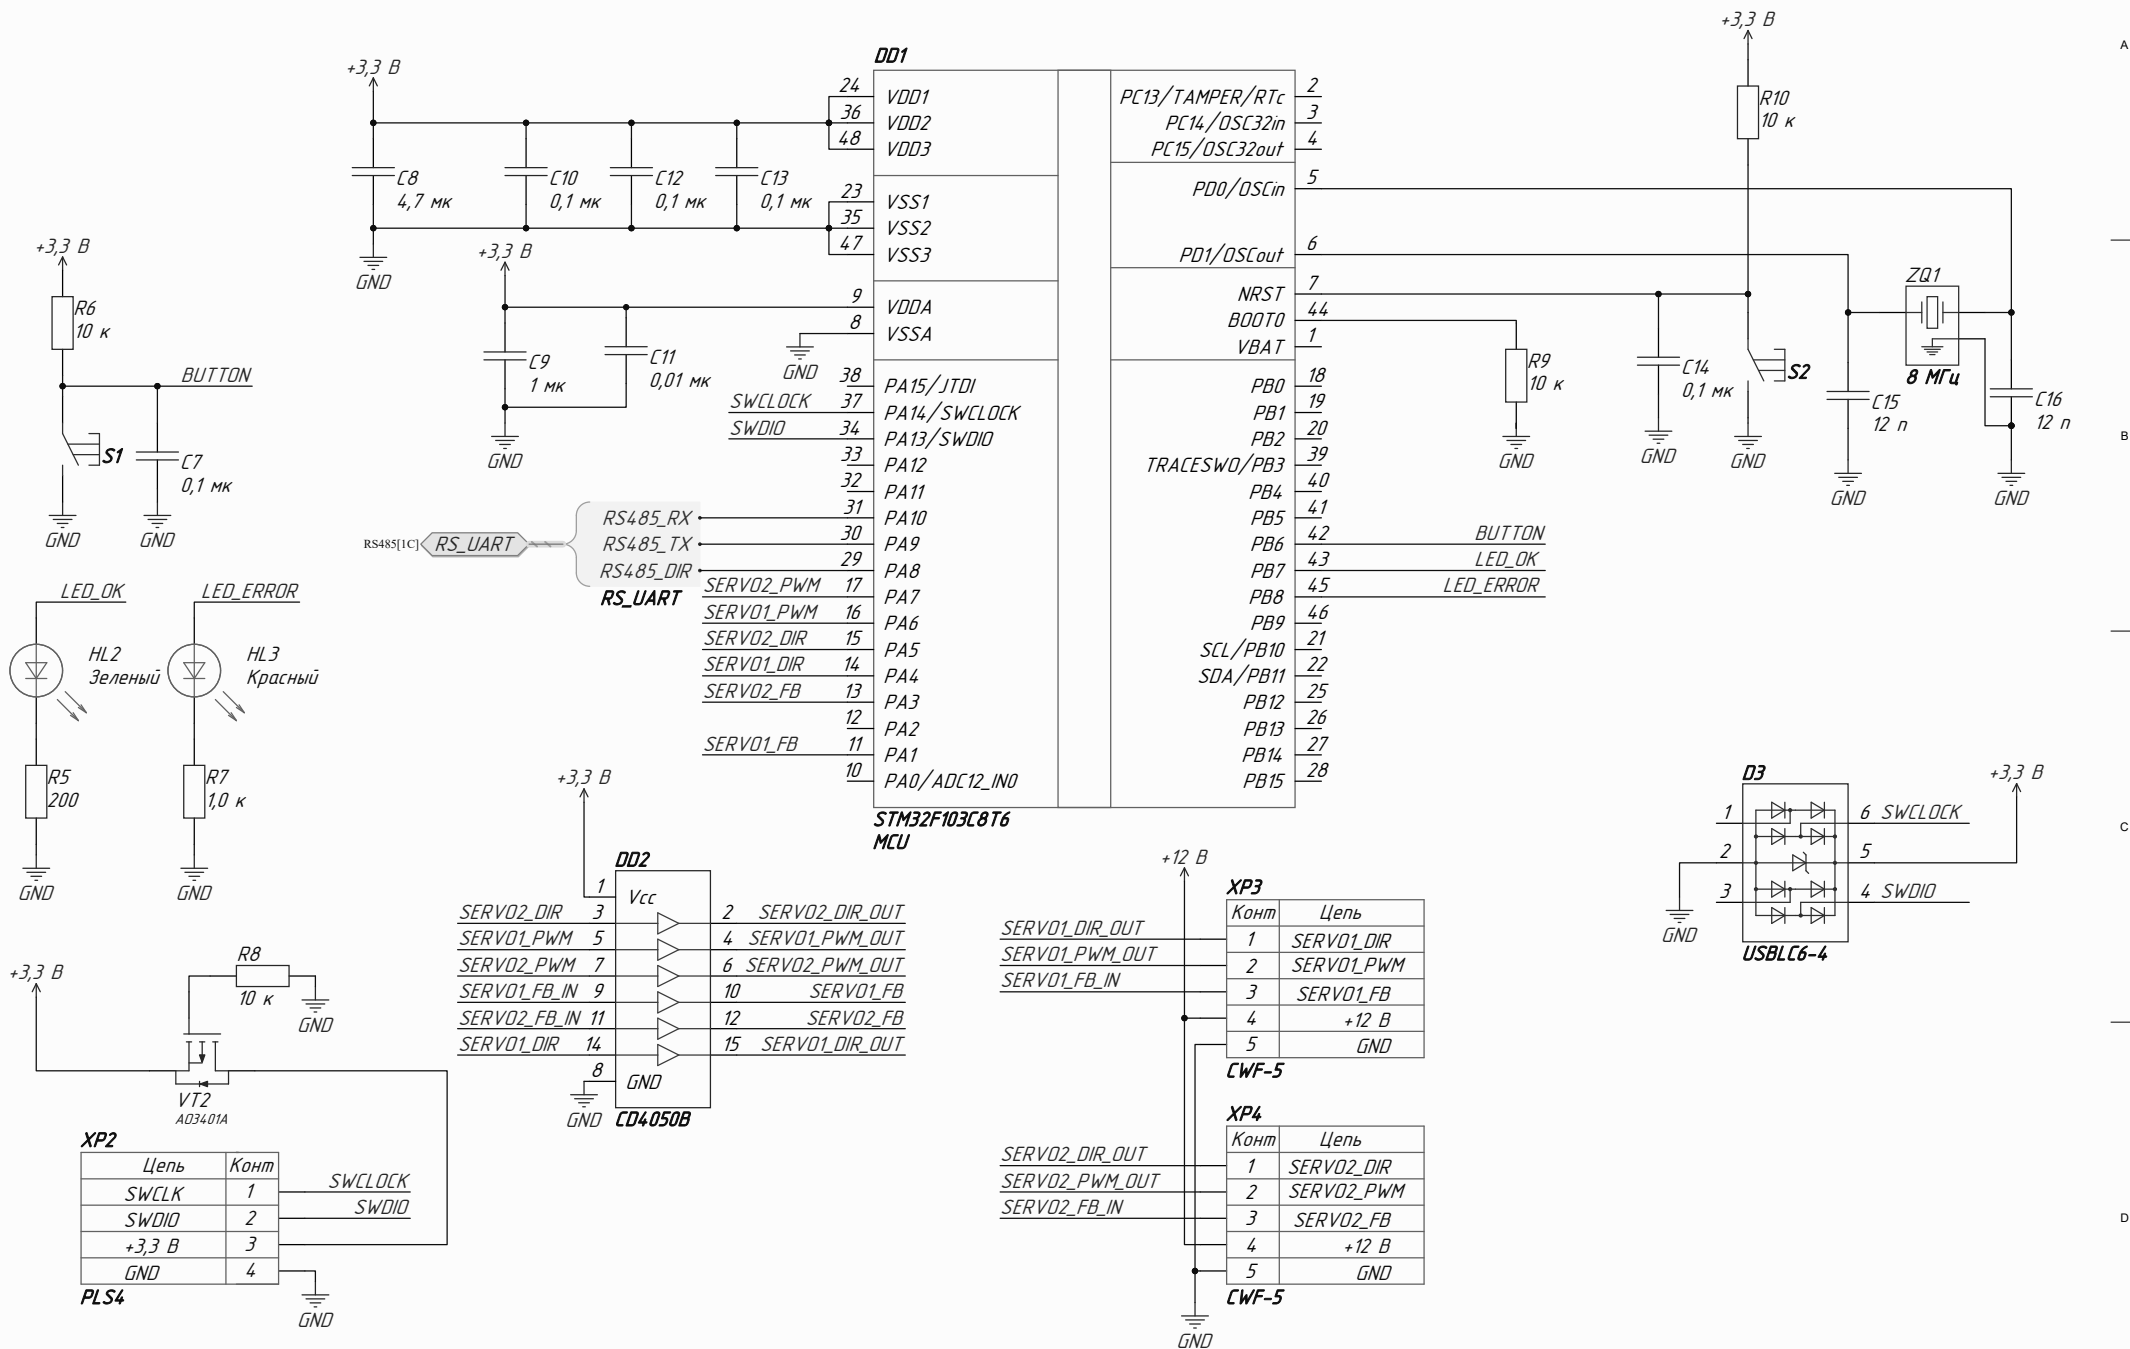 +3,3 В
R6
10 к
BUTTON
S1
C7
0,1 мк
GND
GND
LED_OK
HL2
Зеленый
R5
200
GND
LED_ERROR
HL3
Красный
R7
1,0 к
GND
+3,3 В
R8
10 к
GND
VT2
AO3401A
XP2
Цепь Конт
SWCLK 1 SWCLOCK
SWDIO 2 SWDIO
+3,3 В 3
GND 4
PLS4
GND
+3,3 В
C8
4,7 мк
C10
0,1 мк
C12
0,1 мк
C13
0,1 мк
GND
+3,3 В
C9
1 мк
C11
0,01 мк
GND
GND
DD1
24 VDD1
36 VDD2
48 VDD3
23 VSS1
35 VSS2
47 VSS3
9 VDDA
8 VSSA
38 PA15/JTDI
SWCLOCK 37 PA14/SWCLOCK
SWDIO 34 PA13/SWDIO
33 PA12
32 PA11
RS485_RX 31 PA10
RS485_TX 30 PA9
RS485_DIR 29 PA8
RS485[1C] RS_UART
RS_UART
SERVO2_PWM 17 PA7
SERVO1_PWM 16 PA6
SERVO2_DIR 15 PA5
SERVO1_DIR 14 PA4
SERVO2_FB 13 PA3
12 PA2
SERVO1_FB 11 PA1
10 PA0/ADC12_IN0
PC13/TAMPER/RTc 2
PC14/OSC32in 3
PC15/OSC32out 4
PD0/OSCin 5
PD1/OSCout 6
NRST 7
BOOT0 44
VBAT 1
PB0 18
PB1 19
PB2 20
TRACESWO/PB3 39
PB4 40
PB5 41
PB6 42 BUTTON
PB7 43 LED_OK
PB8 45 LED_ERROR
PB9 46
SCL/PB10 21
SDA/PB11 22
PB12 25
PB13 26
PB14 27
PB15 28
STM32F103C8T6
MCU
+3,3 В
R10
10 к
R9
10 к
GND
C14
0,1 мк
GND
S2
GND
ZQ1
8 МГц
C15
12 п
GND
C16
12 п
GND
+3,3 В
DD2
1 Vcc
SERVO2_DIR 3 2 SERVO2_DIR_OUT
SERVO1_PWM 5 4 SERVO1_PWM_OUT
SERVO2_PWM 7 6 SERVO2_PWM_OUT
SERVO1_FB_IN 9 10 SERVO1_FB
SERVO2_FB_IN 11 12 SERVO2_FB
SERVO1_DIR 14 15 SERVO1_DIR_OUT
8 GND
GND
CD4050B
+12 В
XP3
Конт Цепь
SERVO1_DIR_OUT 1 SERVO1_DIR
SERVO1_PWM_OUT 2 SERVO1_PWM
SERVO1_FB_IN 3 SERVO1_FB
4 +12 В
5 GND
CWF-5
XP4
Конт Цепь
SERVO2_DIR_OUT 1 SERVO2_DIR
SERVO2_PWM_OUT 2 SERVO2_PWM
SERVO2_FB_IN 3 SERVO2_FB
4 +12 В
5 GND
CWF-5
GND
D3
+3,3 В
1 6 SWCLOCK
2 5
3 4 SWDIO
GND
USBLC6-4
A
B
C
D